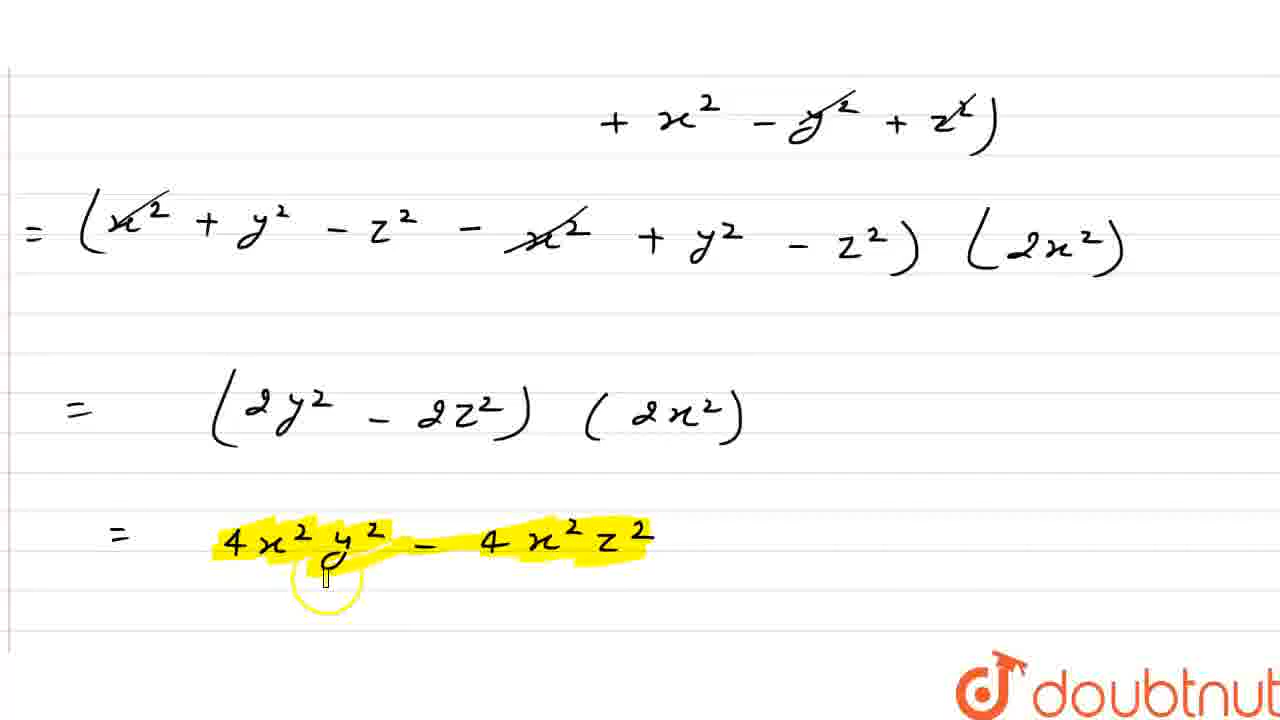 + x² - y² + z²)
= (x² + y² - z² - x² + y² - z²) (2x²)
= (2y² - 2z²) (2x²)
= 4x²y² - 4x²z²
doubtnut